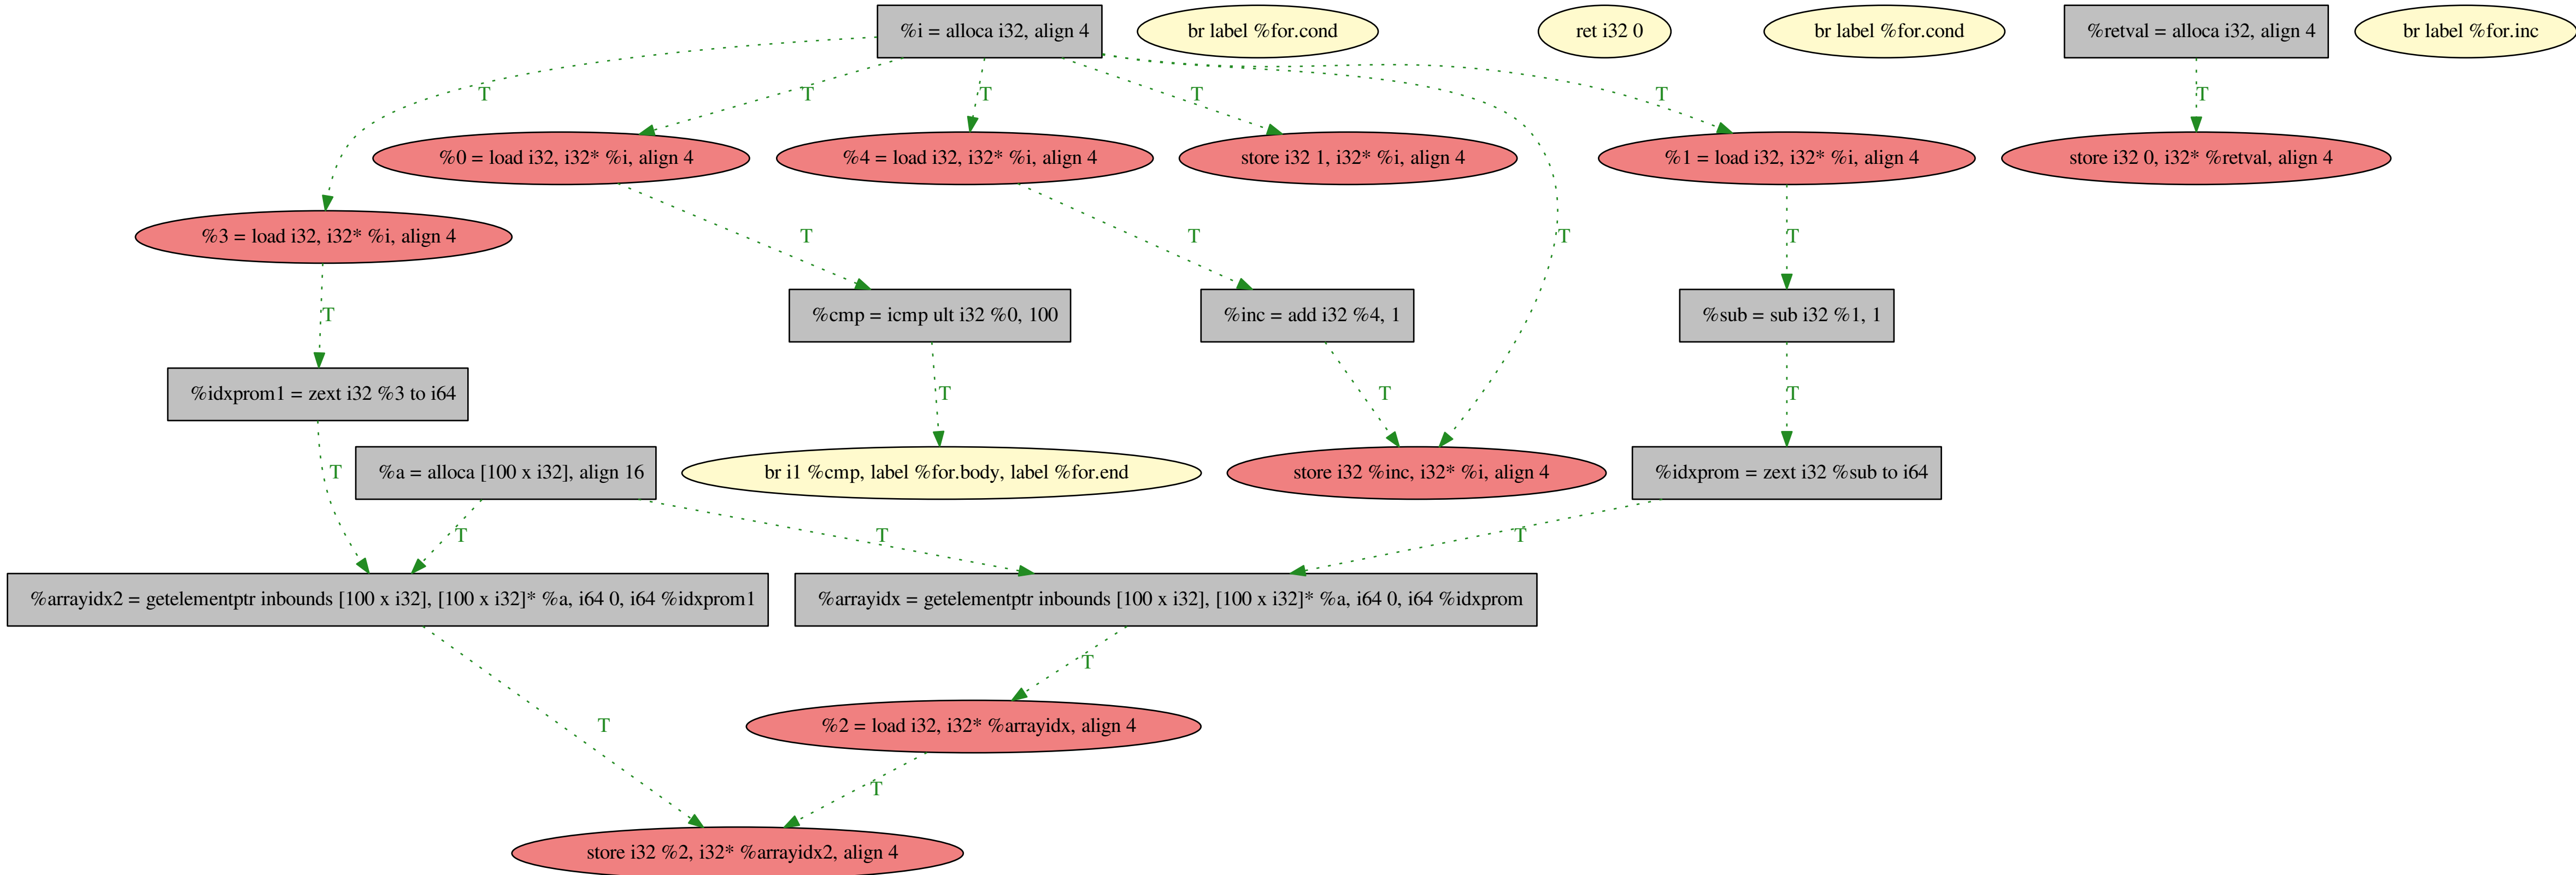 %i = alloca i32, align 4
br label %for.cond
ret i32 0
br label %for.cond
%retval = alloca i32, align 4
br label %for.inc
T
T
T
T
T
T
%0 = load i32, i32* %i, align 4
%4 = load i32, i32* %i, align 4
store i32 1, i32* %i, align 4
%1 = load i32, i32* %i, align 4
store i32 0, i32* %retval, align 4
%3 = load i32, i32* %i, align 4
T
T
T
T
T
%cmp = icmp ult i32 %0, 100
%inc = add i32 %4, 1
%sub = sub i32 %1, 1
%idxprom1 = zext i32 %3 to i64
T
T
T
T
%a = alloca [100 x i32], align 16
br i1 %cmp, label %for.body, label %for.end
store i32 %inc, i32* %i, align 4
%idxprom = zext i32 %sub to i64
T
T
T
%arrayidx2 = getelementptr inbounds [100 x i32], [100 x i32]* %a, i64 0, i64 %idxprom1
%arrayidx = getelementptr inbounds [100 x i32], [100 x i32]* %a, i64 0, i64 %idxprom
T
T
%2 = load i32, i32* %arrayidx, align 4
T
store i32 %2, i32* %arrayidx2, align 4